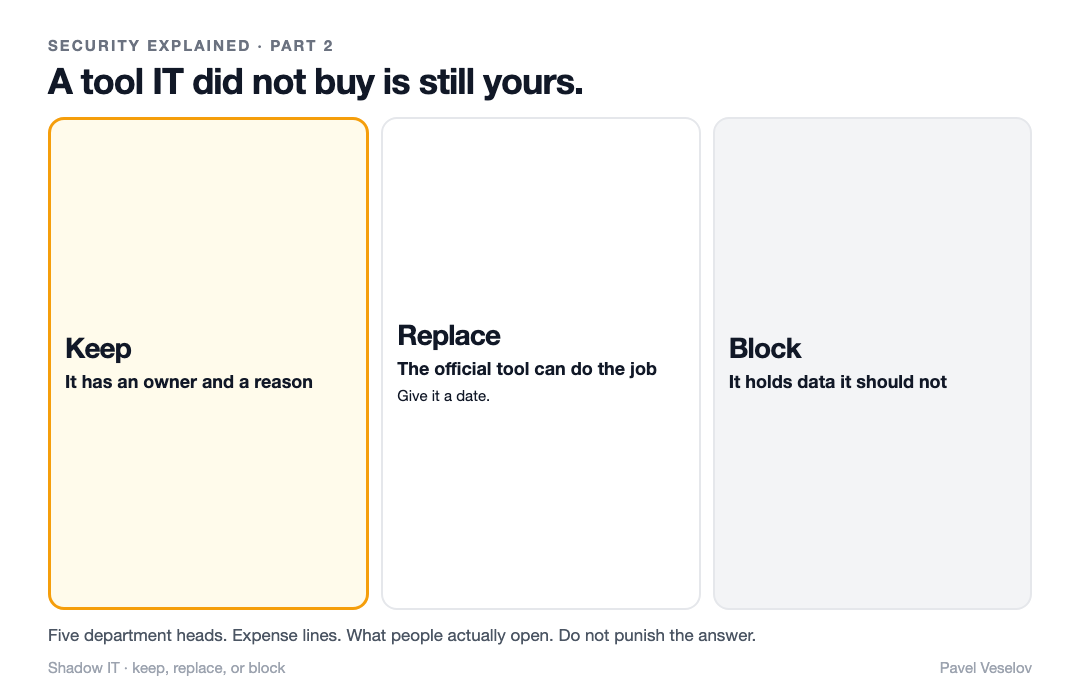 SECURITY EXPLAINED · PART 2
A tool IT did not buy is still yours.
Keep
It has an owner and a reason
Replace
The official tool can do the job
Give it a date.
Block
It holds data it should not
Five department heads. Expense lines. What people actually open. Do not punish the answer.
Shadow IT · keep, replace, or block
Pavel Veselov